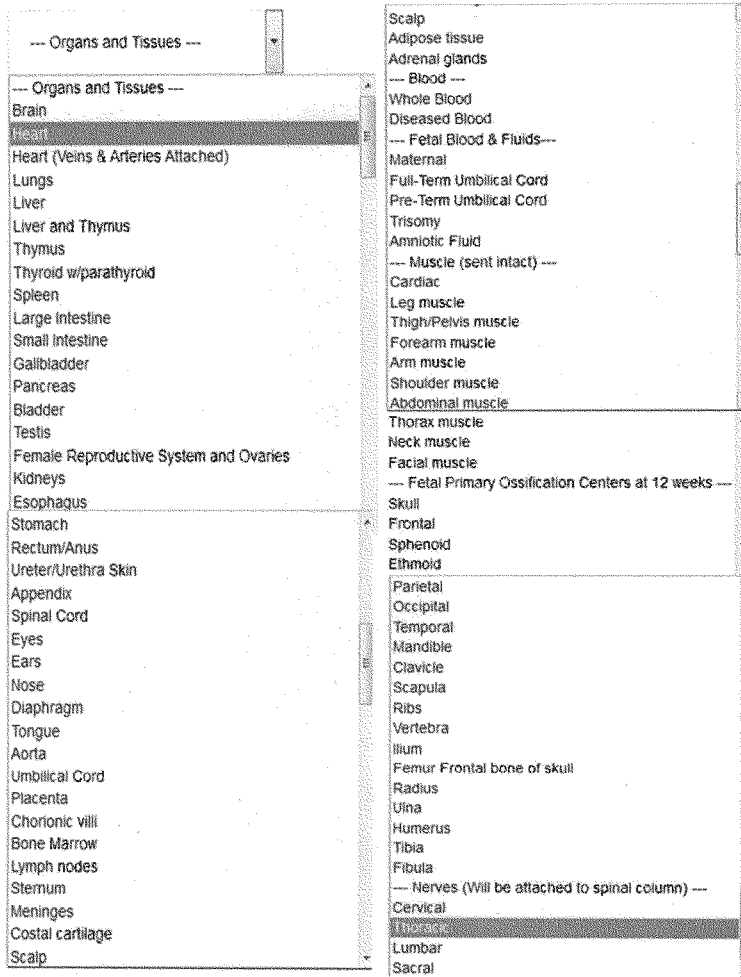 --- Organs and Tissues ---
--- Organs and Tissues ---
Brain
Heart
Heart (Veins & Arteries Attached)
Lungs
Liver
Liver and Thymus
Thymus
Thyroid w/parathyroid
Spleen
Large Intestine
Small Intestine
Gallbladder
Pancreas
Bladder
Testis
Female Reproductive System and Ovaries
Kidneys
Esophagus
Stomach
Rectum/Anus
Ureter/Urethra Skin
Appendix
Spinal Cord
Eyes
Ears
Nose
Diaphragm
Tongue
Aorta
Umbilical Cord
Placenta
Chorionic villi
Bone Marrow
Lymph nodes
Sternum
Meninges
Costal cartilage
Scalp
Scalp
Adipose tissue
Adrenal glands
--- Blood ---
Whole Blood
Diseased Blood
--- Fetal Blood & Fluids---
Maternal
Full-Term Umbilical Cord
Pre-Term Umbilical Cord
Trisomy
Amniotic Fluid
--- Muscle (sent intact) ---
Cardiac
Leg muscle
Thigh/Pelvis muscle
Forearm muscle
Arm muscle
Shoulder muscle
Abdominal muscle
Thorax muscle
Neck muscle
Facial muscle
--- Fetal Primary Ossification Centers at 12 weeks ---
Skull
Frontal
Sphenoid
Ethmoid
Parietal
Occipital
Temporal
Mandible
Clavicle
Scapula
Ribs
Vertebra
Ilium
Femur Frontal bone of skull
Radius
Ulna
Humerus
Tibia
Fibula
--- Nerves (Will be attached to spinal column) ---
Cervical
Thoracic
Lumbar
Sacral